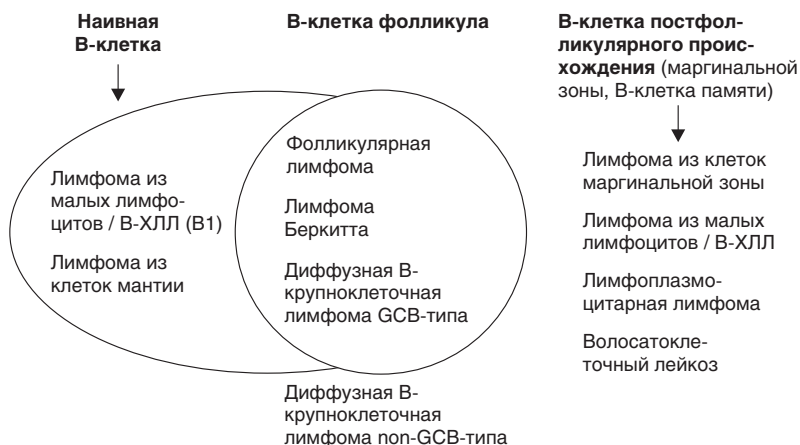 Наивная
В-клетка
В-клетка фолликула
В-клетка постфол-
ликулярного проис-
хождения (маргинальной
зоны, В-клетка памяти)
Лимфома из
малых лимфо-
цитов / В-ХЛЛ (В1)
Лимфома из
клеток мантии
Фолликулярная
лимфома
Лимфома
Беркитта
Диффузная В-
крупноклеточная
лимфома GCB-типа
Диффузная В-
крупноклеточная
лимфома non-GCB-типа
Лимфома из клеток
маргинальной зоны
Лимфома из малых
лимфоцитов / В-ХЛЛ
Лимфоплазмо-
цитарная лимфома
Волосатокле-
точный лейкоз